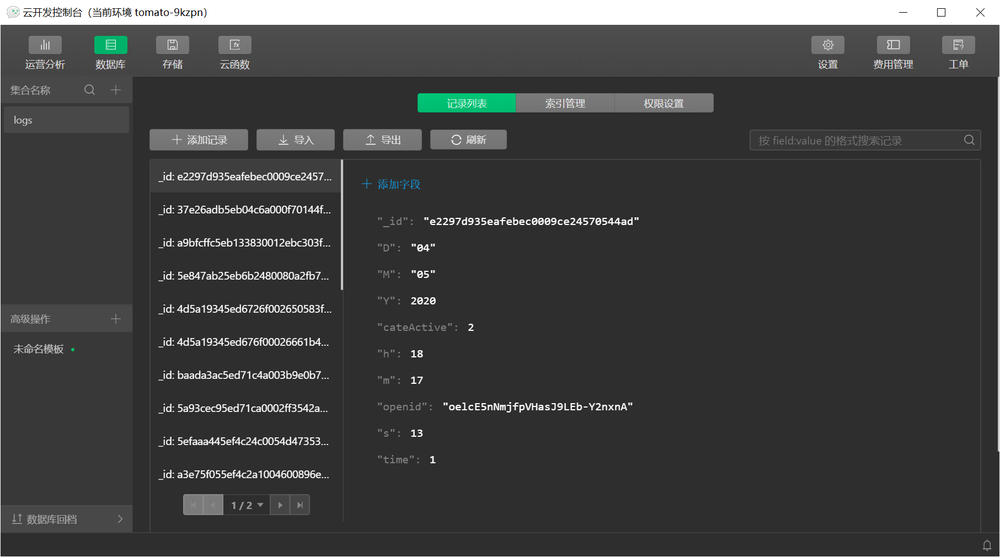 云开发控制台（当前环境 tomato-9kzpn）
运营分析 数据库 存储 云函数 设置 费用管理 工单
集合名称
logs
高级操作
未命名模板
数据库回档
记录列表 索引管理 权限设置
添加记录 导入 导出 刷新 按 field:value 的格式搜索记录
_id: e2297d935eafebec0009ce2457...
_id: 37e26adb5eb04c6a000f70144f...
_id: a9bfcffc5eb133830012ebc303f...
_id: 5e847ab25eb6b2480080a2fb7...
_id: 4d5a19345ed6726f002650583f...
_id: 4d5a19345ed676f00026661b4...
_id: baada3ac5ed71c4a003b9e0b7...
_id: 5a93cec95ed71ca0002ff3542a...
_id: 5efaaa445ef4c24c0054d47353...
_id: a3e75f055ef4c2a1004600896e...
1 / 2
添加字段
"_id": "e2297d935eafebec0009ce24570544ad"
"D": "04"
"M": "05"
"Y": 2020
"cateActive": 2
"h": 18
"m": 17
"openid": "oelcE5nNmjfpVHasJ9LEb-Y2nxnA"
"s": 13
"time": 1